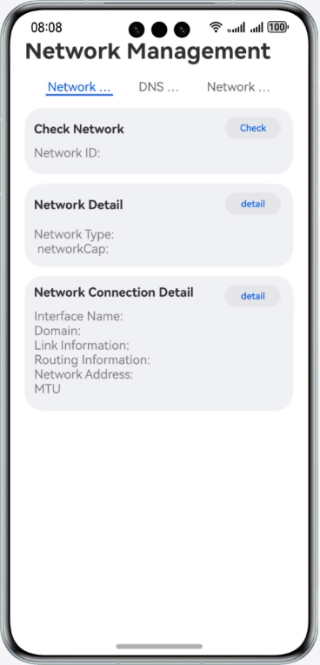 08:08
100
Network Management
Network ...
DNS ...
Network ...
Check Network
Check
Network ID:
Network Detail
detail
Network Type:
networkCap:
Network Connection Detail
detail
Interface Name:
Domain:
Link Information:
Routing Information:
Network Address:
MTU